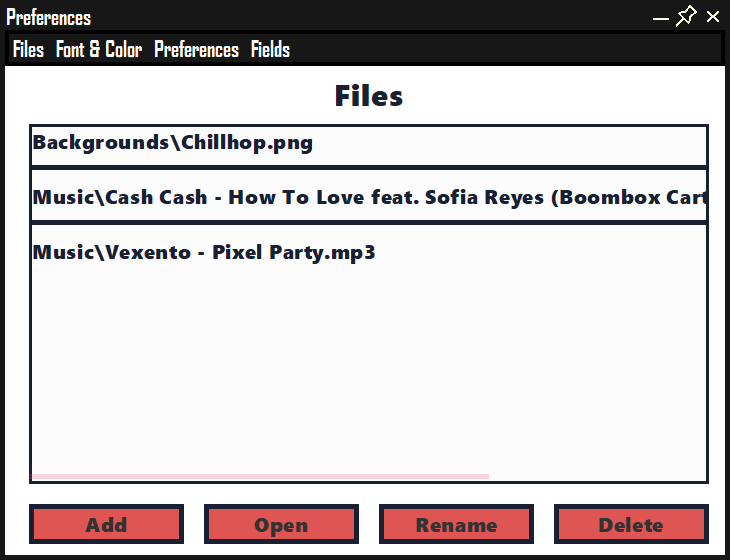 Preferences
Files Font & Color Preferences Fields
Files
Backgrounds\Chillhop.png
Music\Cash Cash - How To Love feat. Sofia Reyes (Boombox Cart
Music\Vexento - Pixel Party.mp3
Add Open Rename Delete